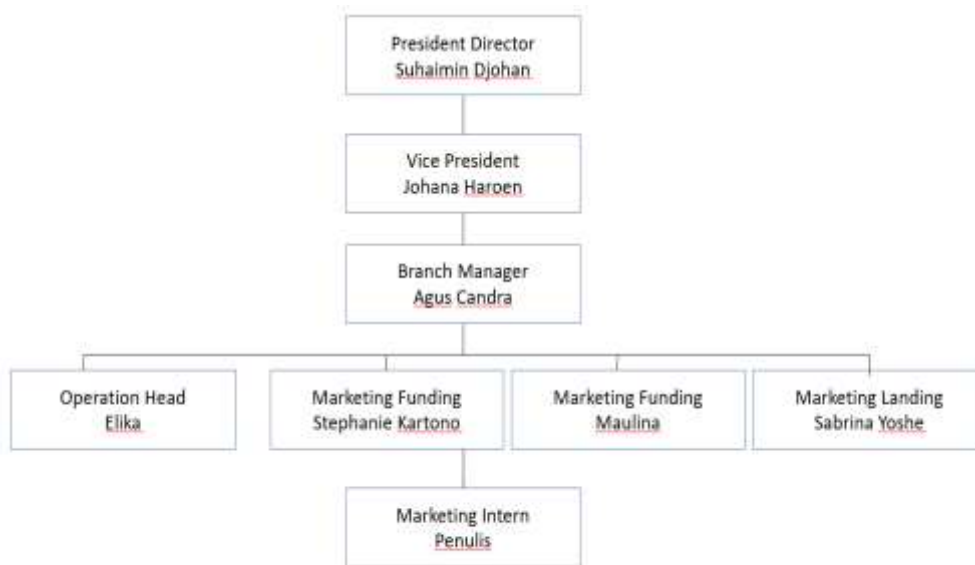 President Director
Suhaimin Djohan
Vice President
Johana Haroen
Branch Manager
Agus Candra
Operation Head
Elika
Marketing Funding
Stephanie Kartono
Marketing Funding
Maulina
Marketing Landing
Sabrina Yoshe
Marketing Intern
Penulis